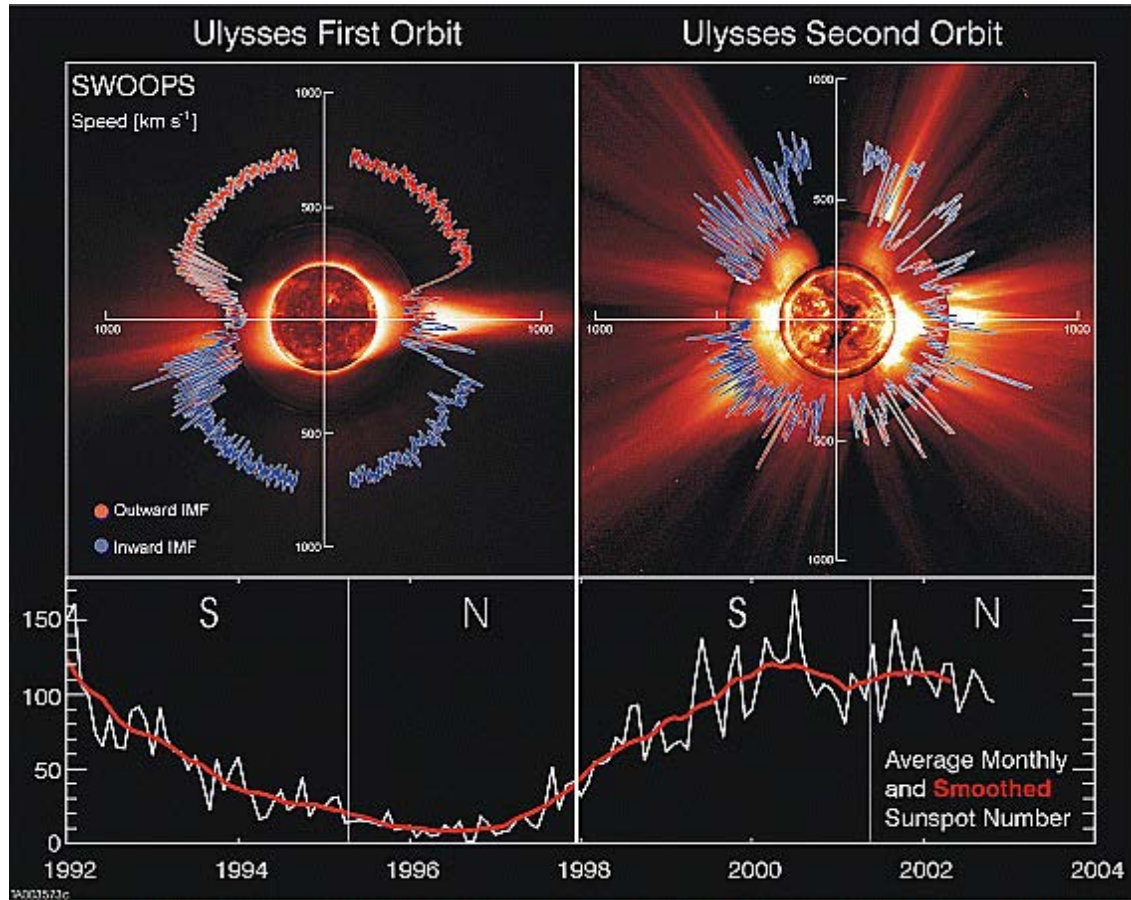 Ulysses First Orbit
Ulysses Second Orbit
SWOOPS
Speed [km s-1]
1000
500
1000
1000
500
1000
Outward IMF
Inward IMF
1000
500
1000
1000
500
1000
S
N
S
N
150
100
50
0
Average Monthly
and Smoothed
Sunspot Number
1992
1994
1996
1998
2000
2002
2004